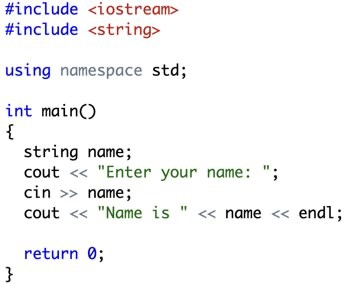 #include <iostream>
#include <string>
using namespace std;
int main()
{
string name;
cout << "Enter your name: ";
cin >> name;
cout << "Name is " << name << endl;
return 0;
}